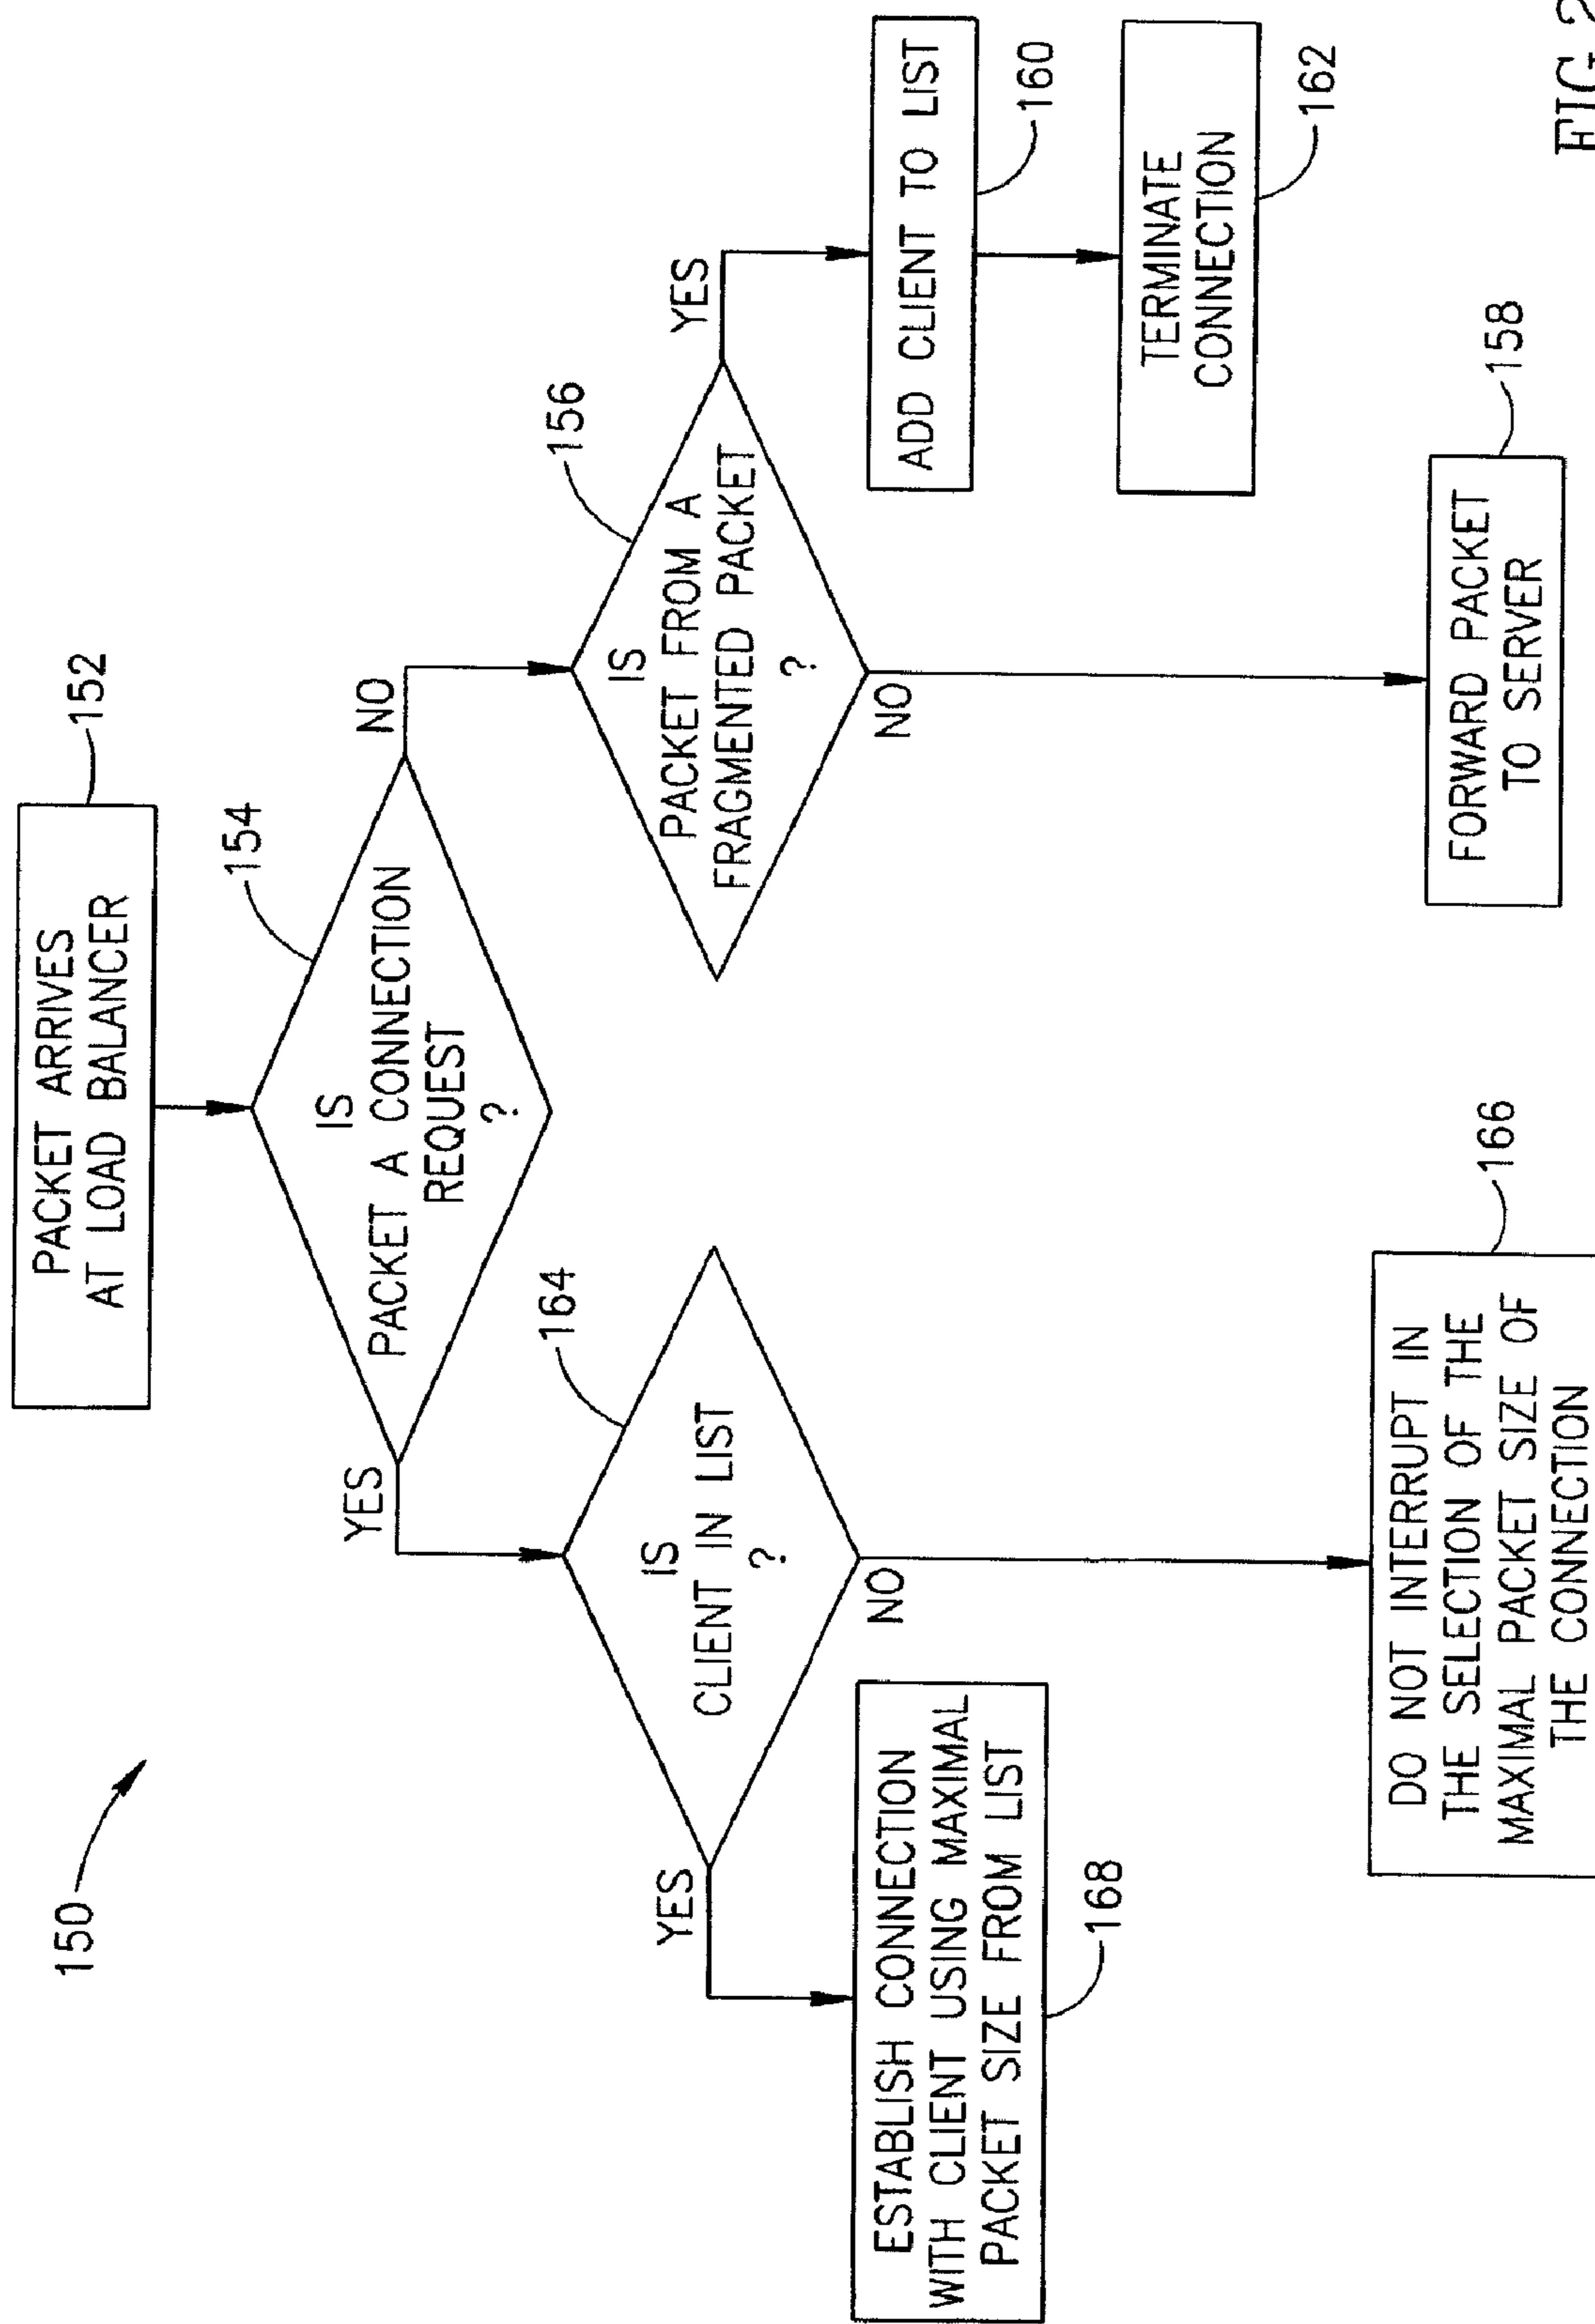 150
PACKET ARRIVES
AT LOAD BALANCER
152
IS
PACKET A CONNECTION
REQUEST
?
154
YES
NO
IS
CLIENT IN LIST
?
164
YES
NO
IS
PACKET FROM A
FRAGMENTED PACKET
?
156
YES
NO
ESTABLISH CONNECTION
WITH CLIENT USING MAXIMAL
PACKET SIZE FROM LIST
168
ADD CLIENT TO LIST
160
TERMINATE
CONNECTION
162
DO NOT INTERRUPT IN
THE SELECTION OF THE
MAXIMAL PACKET SIZE OF
THE CONNECTION
166
FORWARD PACKET
TO SERVER
158
FIG.2